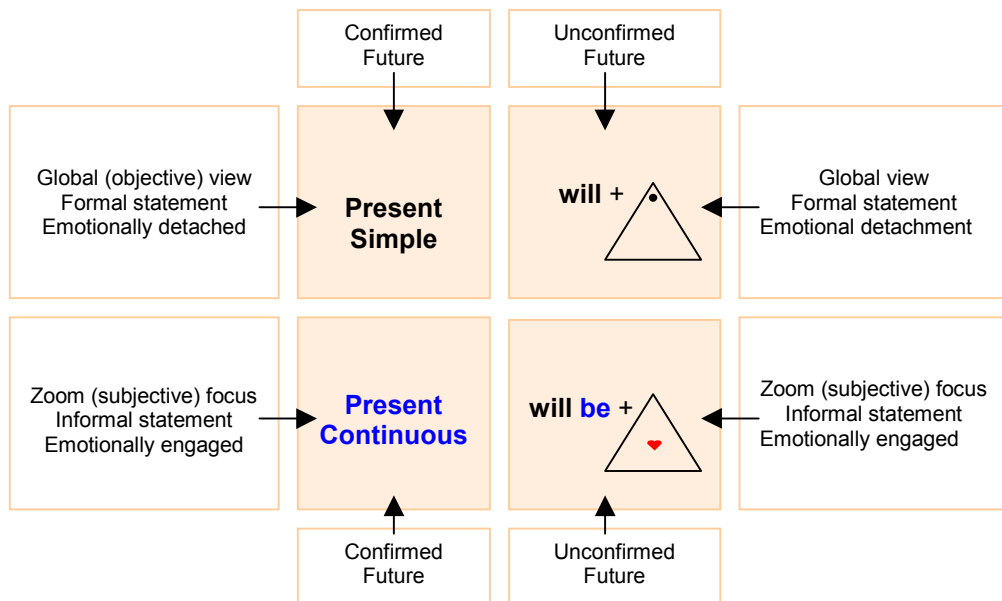 Confirmed
Future
Unconfirmed
Future
Global (objective) view
Formal statement
Emotionally detached
Present
Simple
will +
Global view
Formal statement
Emotional detachment
Zoom (subjective) focus
Informal statement
Emotionally engaged
Present
Continuous
will be +
Zoom (subjective) focus
Informal statement
Emotionally engaged
Confirmed
Future
Unconfirmed
Future